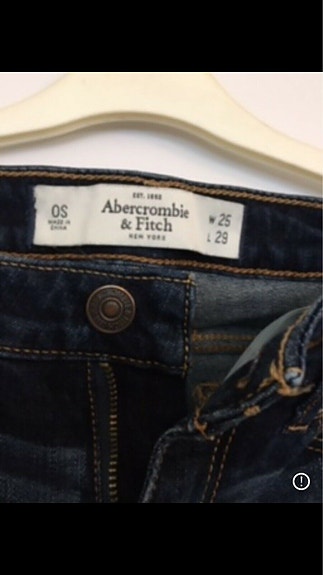 0S
MADE IN
CHINA
EST. 1892
Abercrombie
& Fitch
NEW YORK
W 25
L 29